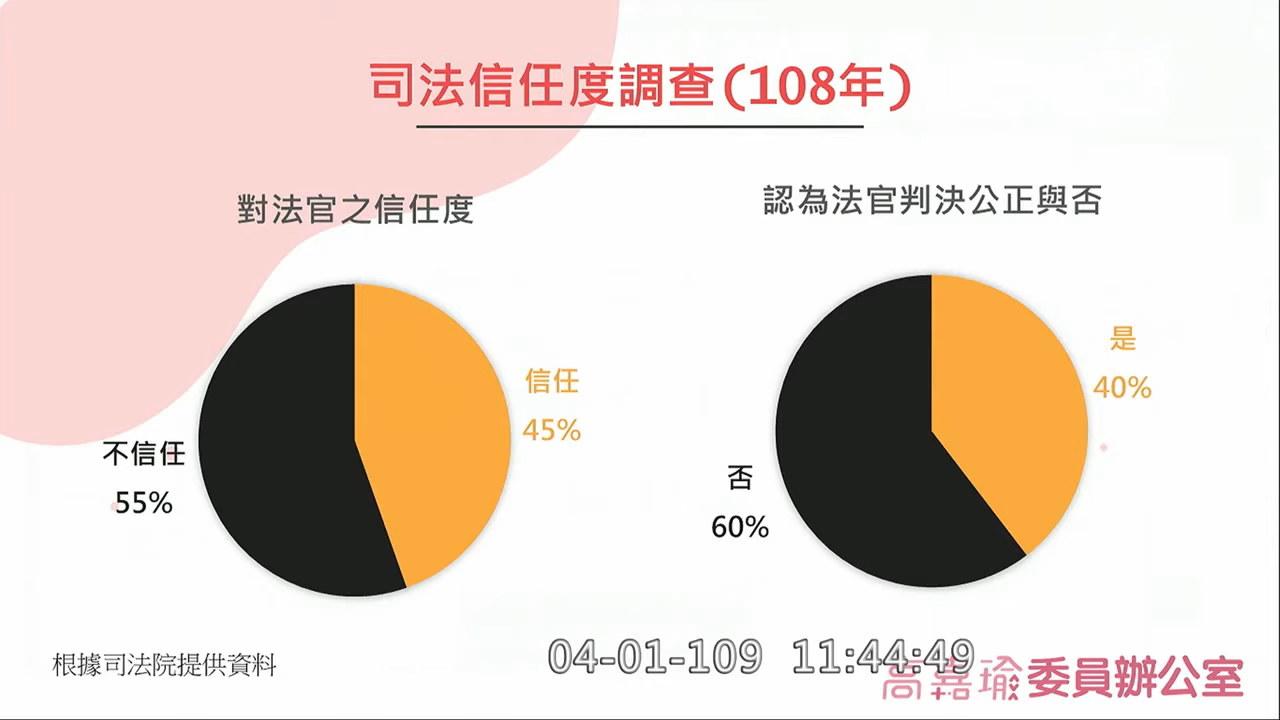 司法信任度調查(108年)
對法官之信任度
認為法官判決公正與否
信任
45%
不信任
55%
是
40%
否
60%
根據司法院提供資料
04-01-109 11:44:49
高嘉瑜委員辦公室